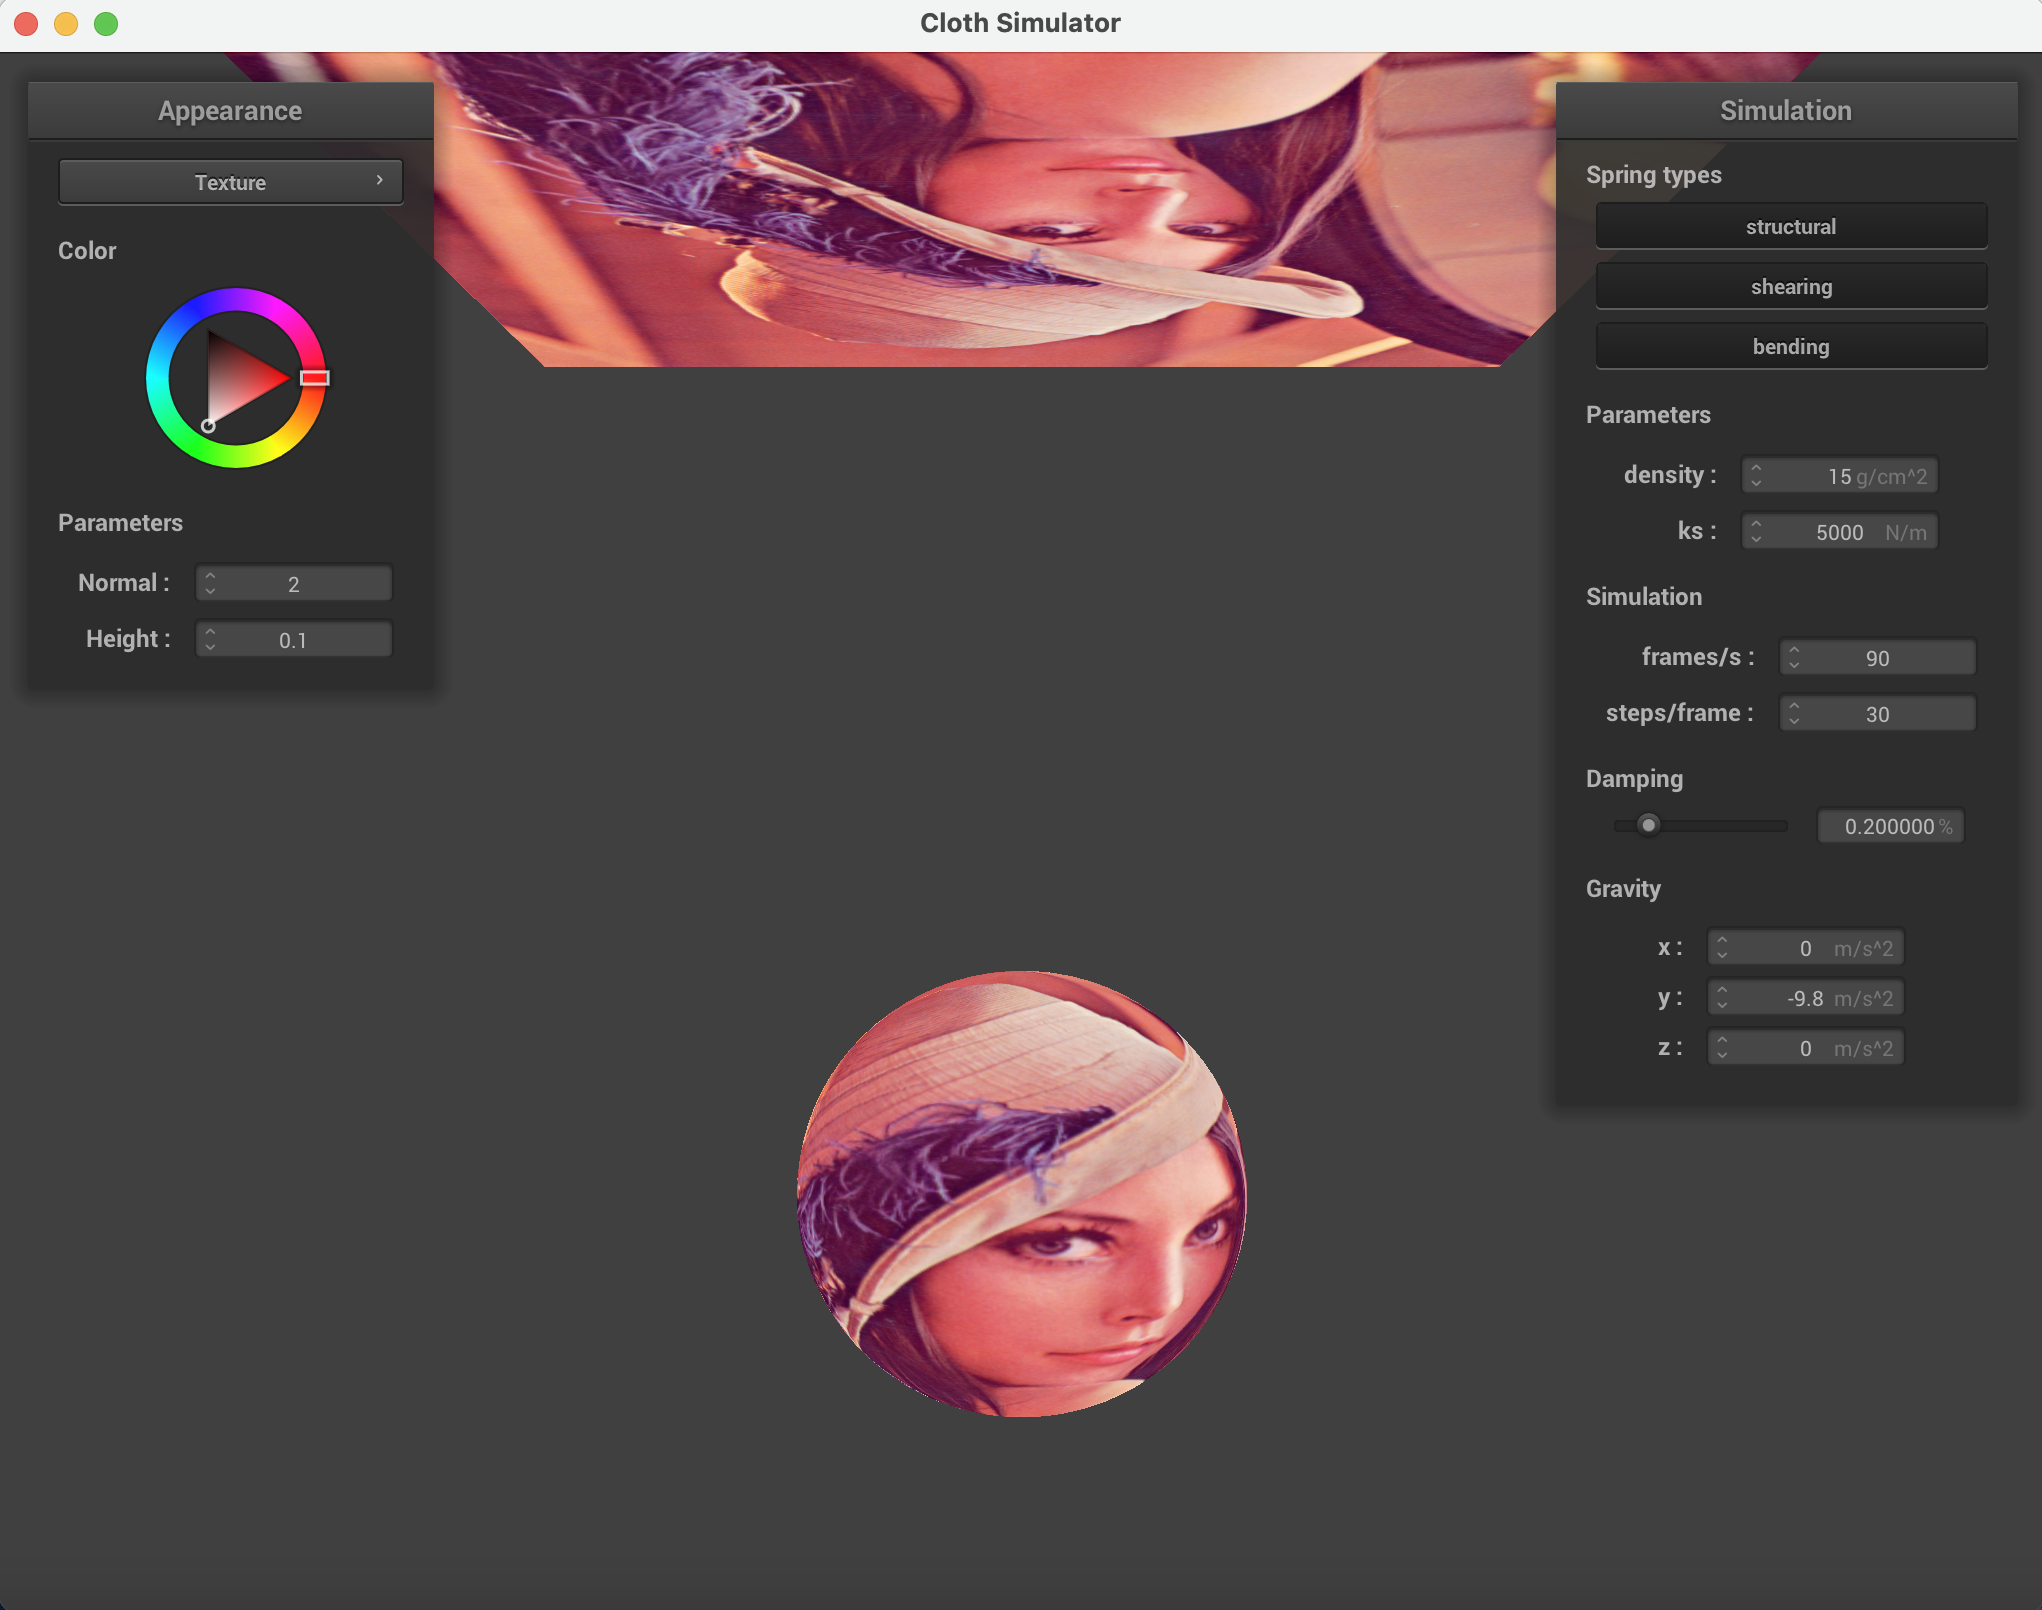 Cloth Simulator
Appearance
Texture
Color
Parameters
Normal : 2
Height : 0.1
Simulation
Spring types
structural
shearing
bending
Parameters
density : 15 g/cm^2
ks : 5000 N/m
Simulation
frames/s : 90
steps/frame : 30
Damping
0.200000 %
Gravity
x : 0 m/s^2
y : -9.8 m/s^2
z : 0 m/s^2